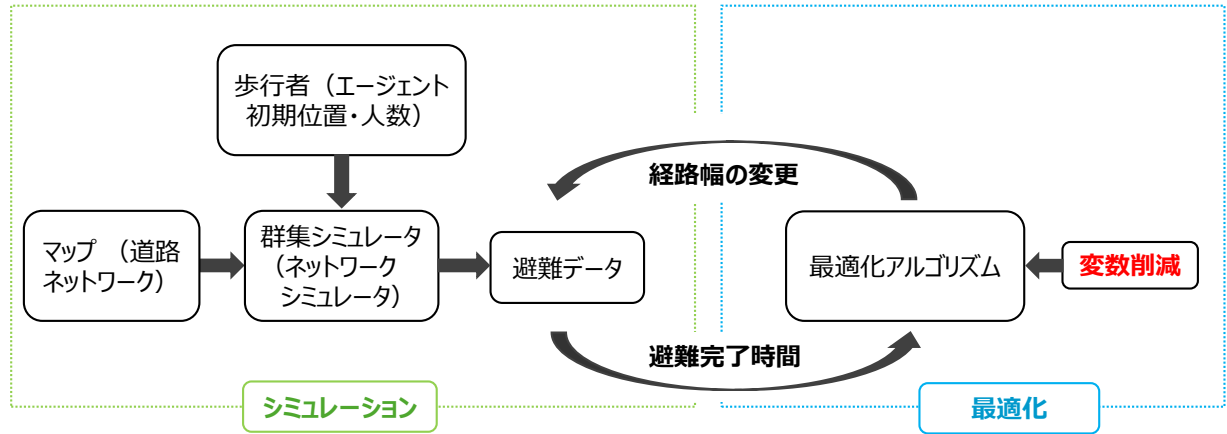 歩行者（エージェント
初期位置・人数）
経路幅の変更
マップ　（道路
ネットワーク）
群集シミュレータ
（ネットワーク
シミュレータ）
避難データ
最適化アルゴリズム
変数削減
避難完了時間
シミュレーション
最適化